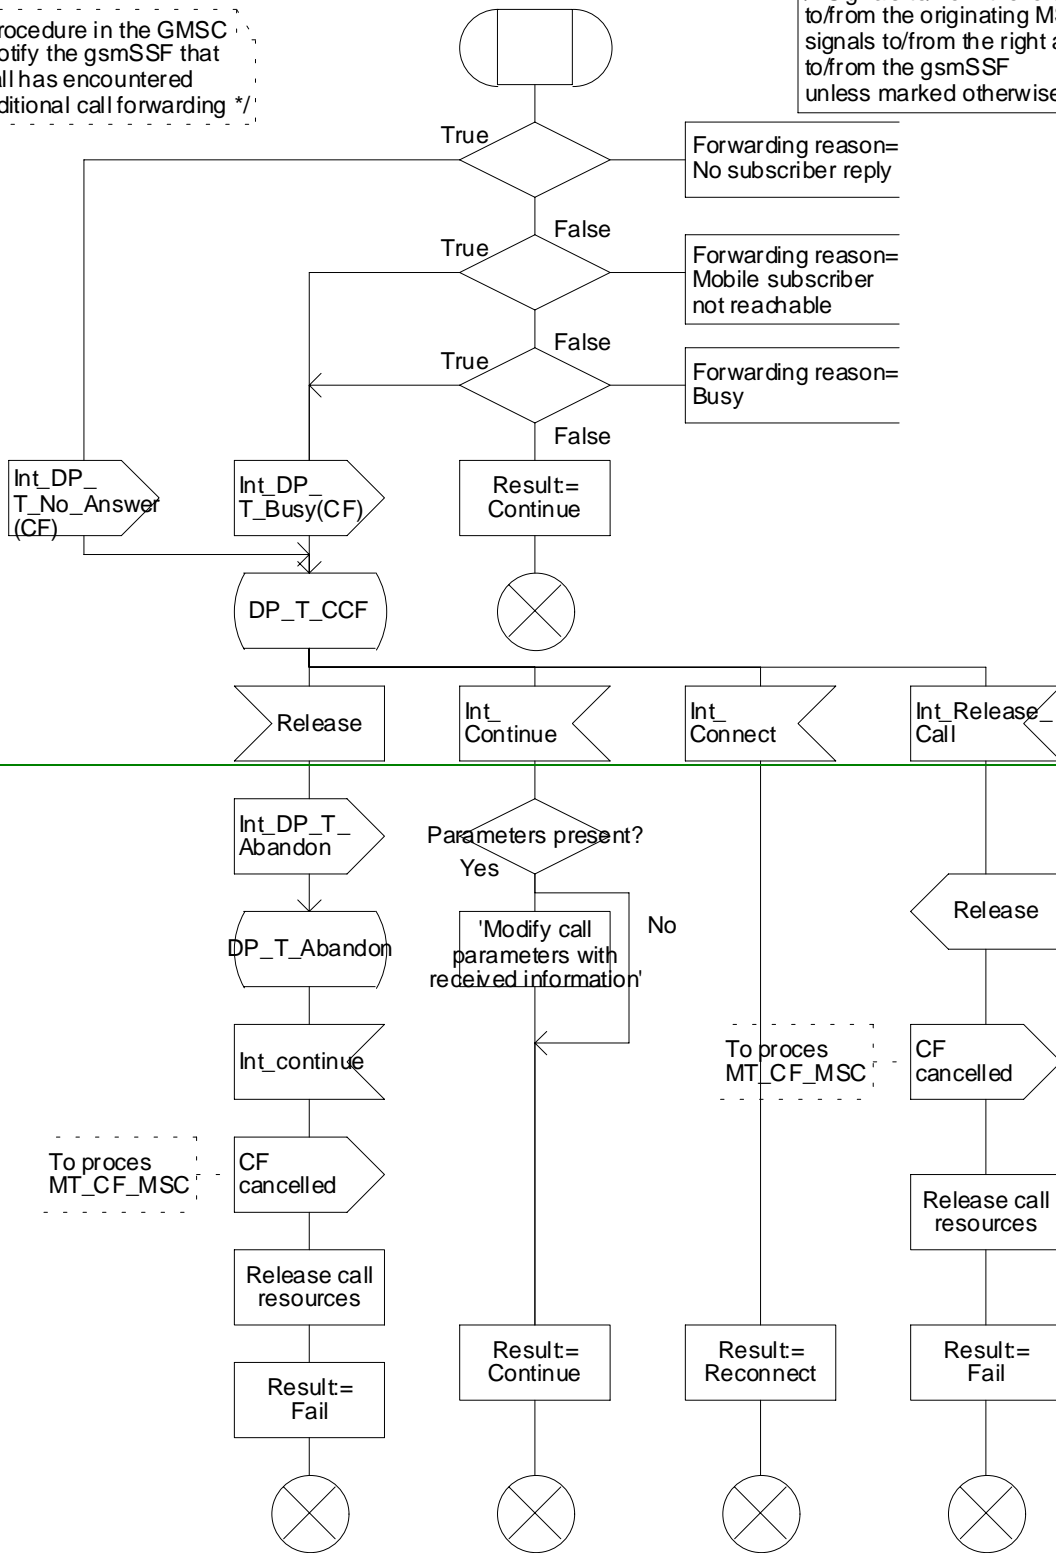 rocedure in the GMSC
otify the gsmSSF that
all has encountered
ditional call forwarding */
to/from the originating MS
signals to/from the right a
to/from the gsmSSF
unless marked otherwise
True
Forwarding reason=
No subscriber reply
False
True
Forwarding reason=
Mobile subscriber
not reachable
False
True
Forwarding reason=
Busy
False
Int_DP_
T_No_Answer
(CF)
Int_DP_
T_Busy(CF)
Result:=
Continue
DP_T_CCF
Release
Int_
Continue
Int_
Connect
Int_Release_
Call
Int_DP_T_
Abandon
Parameters present?
Yes
Release
DP_T_Abandon
'Modify call
parameters with
received information'
No
Int_continue
To proces
MT_CF_MSC
CF
cancelled
To proces
MT_CF_MSC
CF
cancelled
Release call
resources
Release call
resources
Result:=
Continue
Result:=
Reconnect
Result:=
Fail
Result:=
Fail